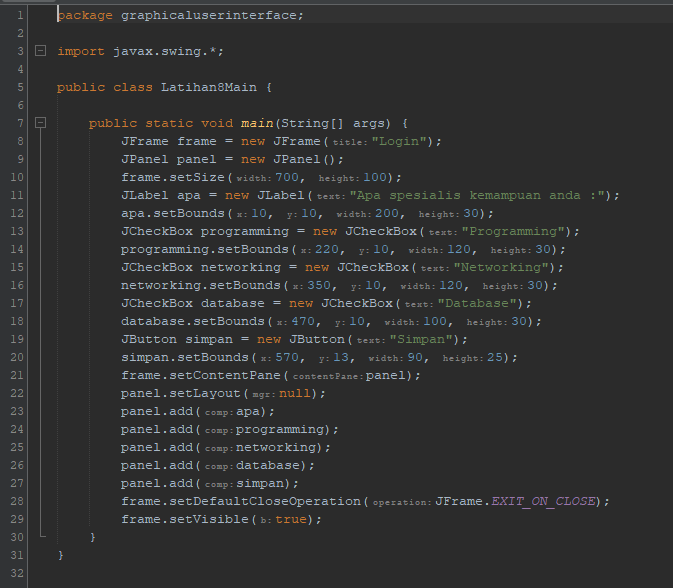 1 package graphicaluserinterface;
2
3 import javax.swing.*;
4
5 public class Latihan8Main {
6
7 public static void main(String[] args) {
8 JFrame frame = new JFrame( title: "Login");
9 JPanel panel = new JPanel();
10 frame.setSize( width: 700, height: 100);
11 JLabel apa = new JLabel( text: "Apa spesialis kemampuan anda :");
12 apa.setBounds( x: 10, y: 10, width: 200, height: 30);
13 JCheckBox programming = new JCheckBox( text: "Programming");
14 programming.setBounds( x: 220, y: 10, width: 120, height: 30);
15 JCheckBox networking = new JCheckBox( text: "Networking");
16 networking.setBounds( x: 350, y: 10, width: 120, height: 30);
17 JCheckBox database = new JCheckBox( text: "Database");
18 database.setBounds( x: 470, y: 10, width: 100, height: 30);
19 JButton simpan = new JButton( text: "Simpan");
20 simpan.setBounds( x: 570, y: 13, width: 90, height: 25);
21 frame.setContentPane( contentPane: panel);
22 panel.setLayout( mgr: null);
23 panel.add( comp: apa);
24 panel.add( comp: programming);
25 panel.add( comp: networking);
26 panel.add( comp: database);
27 panel.add( comp: simpan);
28 frame.setDefaultCloseOperation( operation: JFrame.EXIT_ON_CLOSE);
29 frame.setVisible( b: true);
30 }
31 }
32